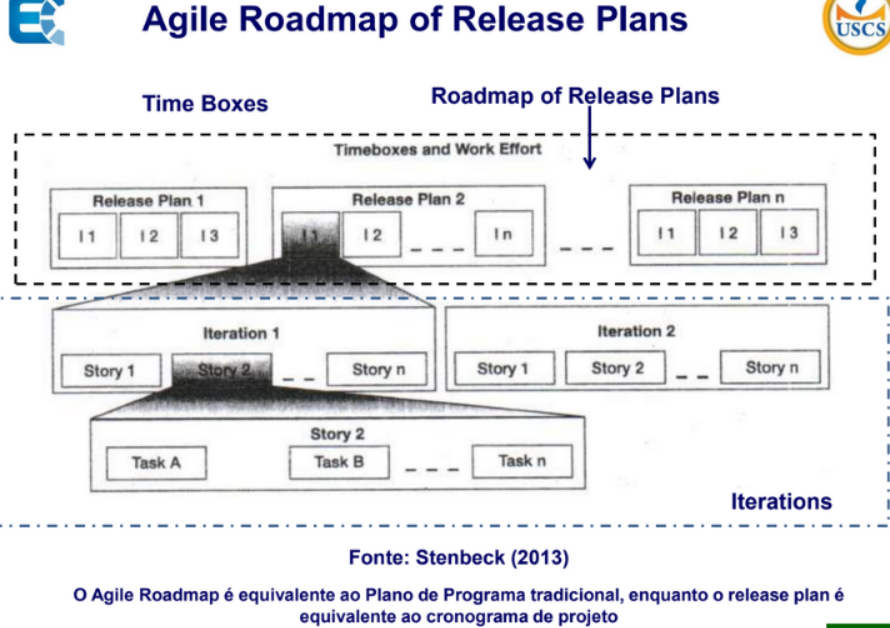 Agile Roadmap of Release Plans
USCS
Time Boxes
Roadmap of Release Plans
Timeboxes and Work Effort
Release Plan 1
Release Plan 2
Release Plan n
I 1
I 2
I 3
I 1
I 2
I n
I 1
I 2
I 3
Iteration 1
Iteration 2
Story 1
Story 2
Story n
Story 1
Story 2
Story n
Story 2
Task A
Task B
Task n
Iterations
Fonte: Stenbeck (2013)
O Agile Roadmap é equivalente ao Plano de Programa tradicional, enquanto o release plan é
equivalente ao cronograma de projeto